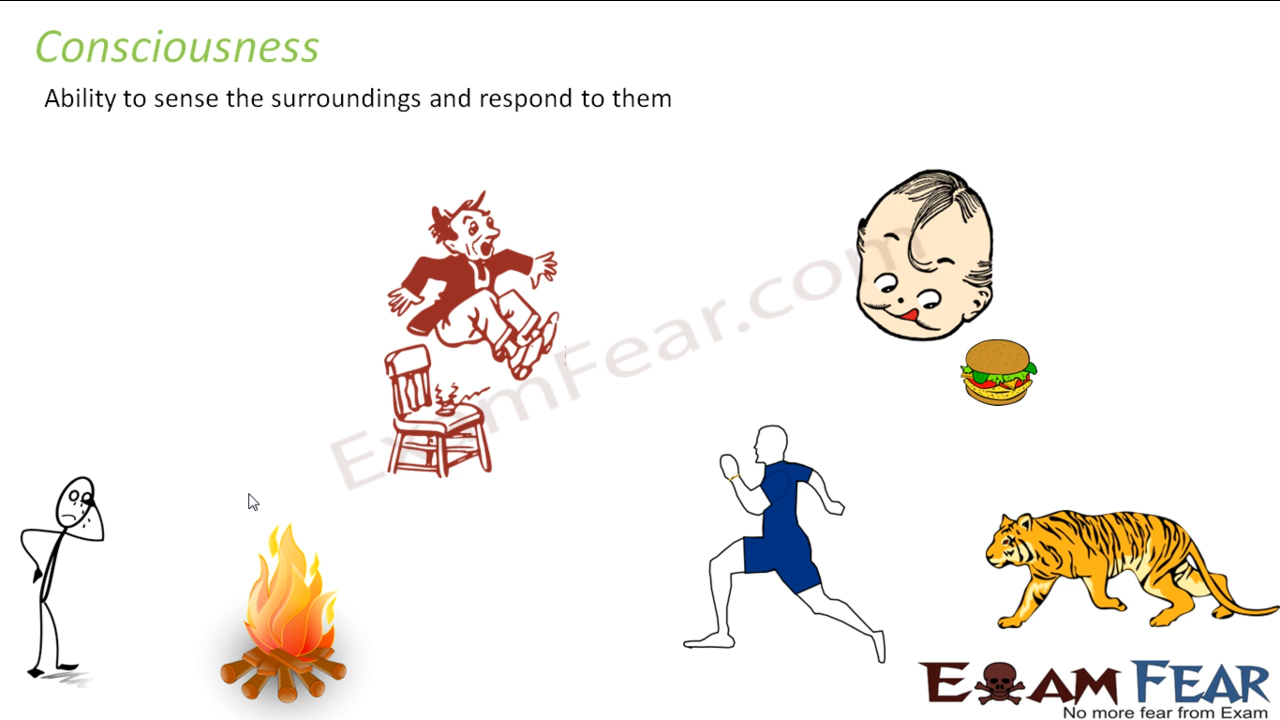 Consciousness
Ability to sense the surroundings and respond to them
ExamFear.com
EXAM FEAR
No more fear from Exam